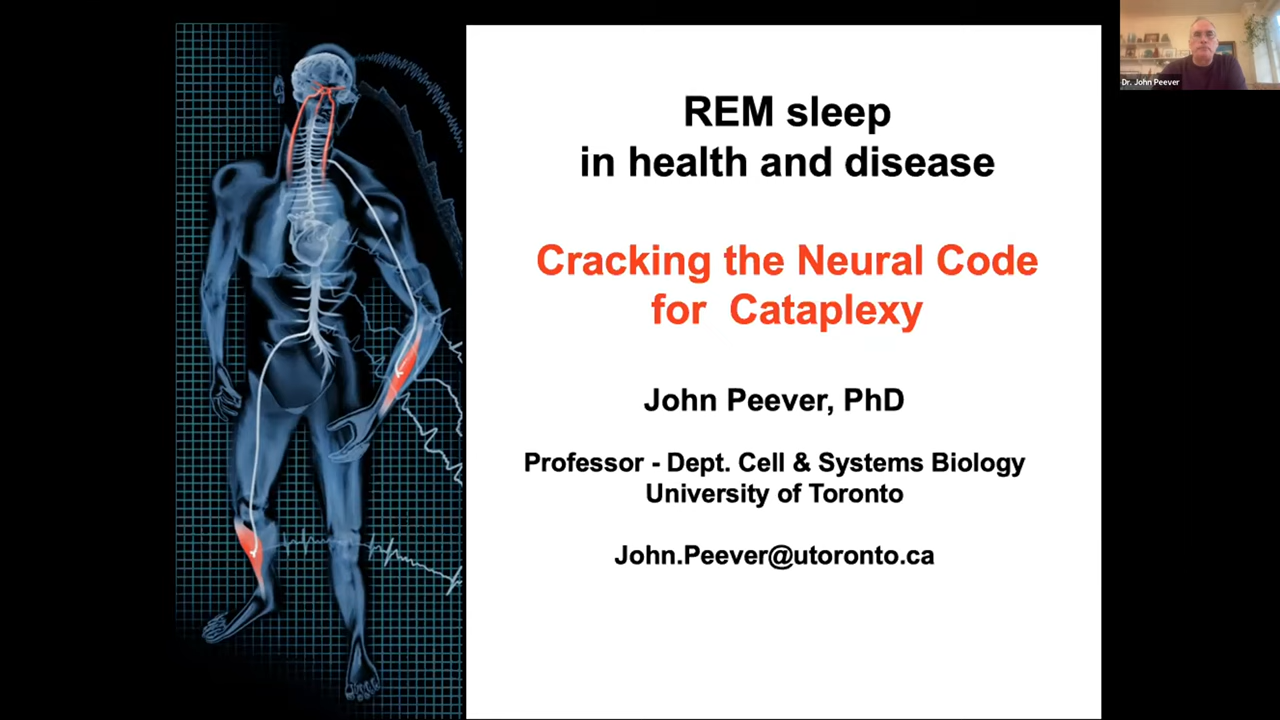 Dr. John Peever
REM sleep
in health and disease
Cracking the Neural Code
for Cataplexy
John Peever, PhD
Professor - Dept. Cell & Systems Biology
University of Toronto
John.Peever@utoronto.ca